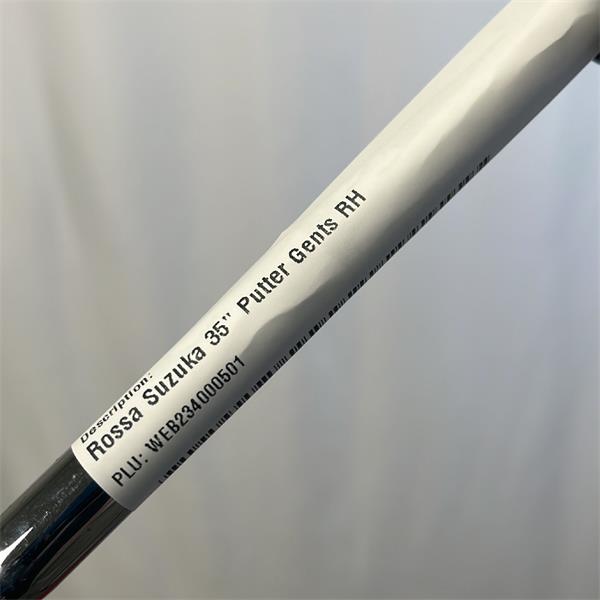 Description:
Rossa Suzuka 35" Putter Gents RH
PLU: WEB234000501